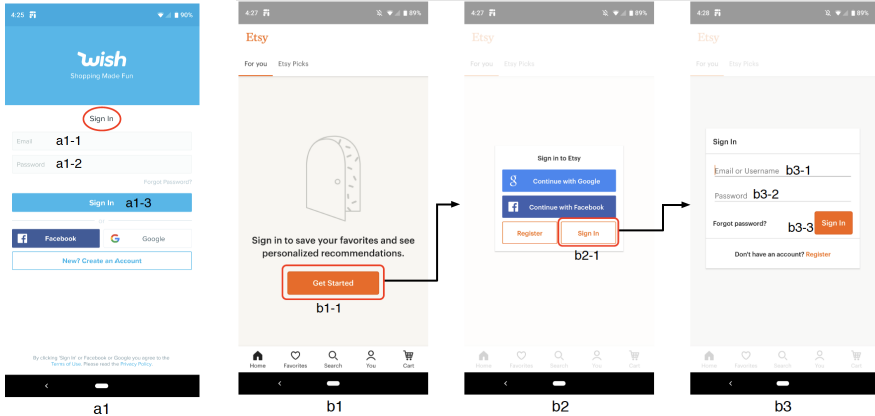 4:25
90%
wish
Shopping Made Fun
Sign In
Email a1-1
Password a1-2
Forgot Password?
Sign In a1-3
or
Facebook
Google
New? Create an Account
By clicking 'Sign In' or Facebook or Google you agree to the
Terms of Use. Please read the Privacy Policy.
a1
4:27
89%
Etsy
For you Etsy Picks
Sign in to save your favorites and see
personalized recommendations.
Get Started
b1-1
Home Favorites Search You Cart
b1
4:27
89%
Etsy
For you Etsy Picks
Sign in to Etsy
Continue with Google
Continue with Facebook
Register Sign In
b2-1
Home Favorites Search You Cart
b2
4:28
89%
Etsy
For you Etsy Picks
Sign In
Email or Username b3-1
Password b3-2
Forgot password? b3-3 Sign In
Don't have an account? Register
Home Favorites Search You Cart
b3